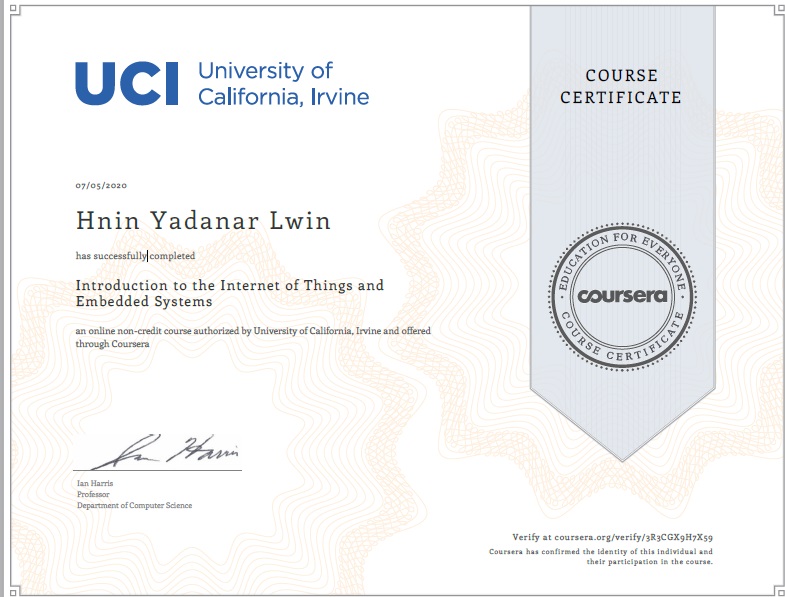 UCI University of
California, Irvine
COURSE
CERTIFICATE
07/05/2020
Hnin Yadanar Lwin
has successfully completed
Introduction to the Internet of Things and
Embedded Systems
an online non-credit course authorized by University of California, Irvine and offered
through Coursera
EDUCATION FOR EVERYONE
coursera
COURSE CERTIFICATE
Ian Harris
Ian Harris
Professor
Department of Computer Science
Verify at coursera.org/verify/3R3CGX9H7X59
Coursera has confirmed the identity of this individual and
their participation in the course.